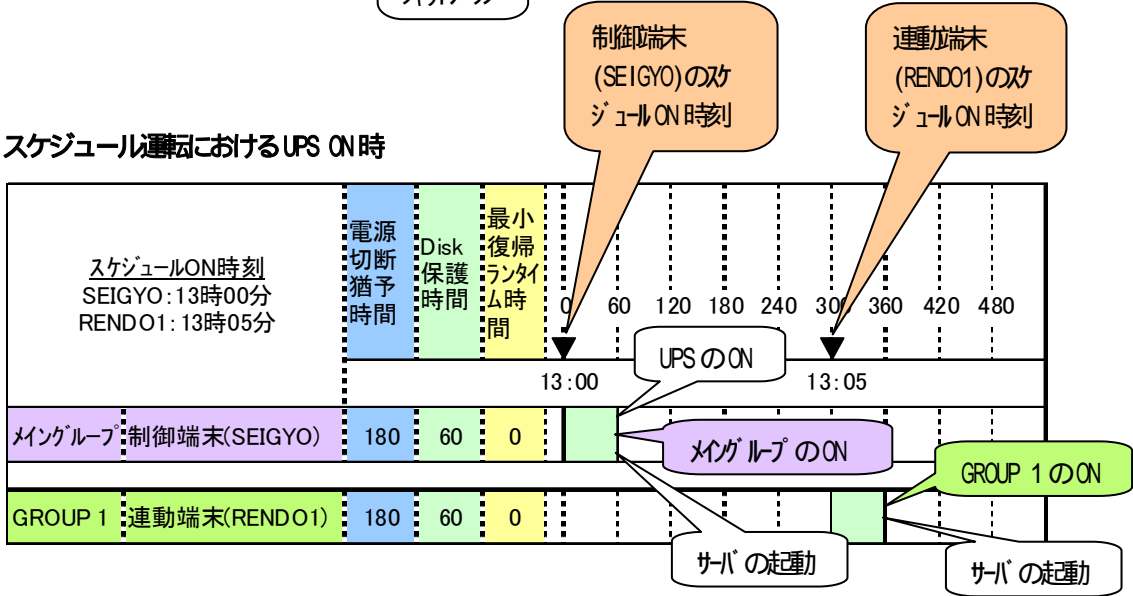 制御端末
(SEIGYO)のスケ
ジュールON時刻
連動端末
(RENDO1)のスケ
ジュールON時刻
スケジュール運転におけるUPS ON時
スケジュールON時刻
SEIGYO:13時00分
RENDO1:13時05分
電源
切断
猶予
時間
Disk
保護
時間
最小
復帰
ランタイ
ム時
間
0 60 120 180 240 300 360 420 480
13:00 13:05
UPSのON
メイングループ 制御端末(SEIGYO) 180 60 0
メイングループのON
GROUP 1のON
GROUP 1 連動端末(RENDO1) 180 60 0
サーバの起動
サーバの起動